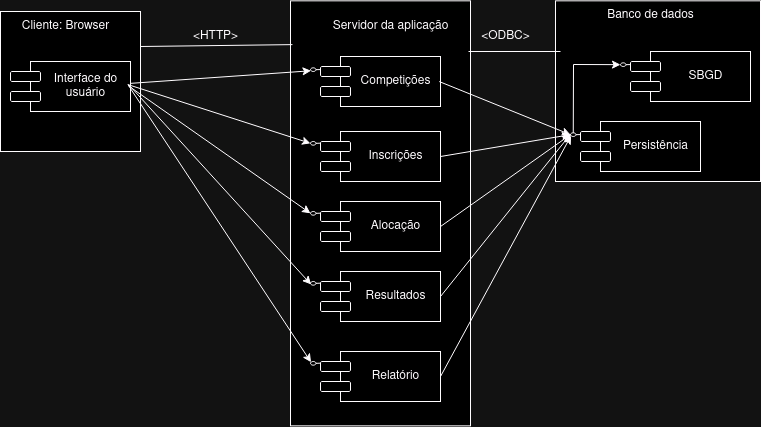 Cliente: Browser
Interface do
usuário
<HTTP>
Servidor da aplicação
Competições
Inscrições
Alocação
Resultados
Relatório
<ODBC>
Banco de dados
SBGD
Persistência